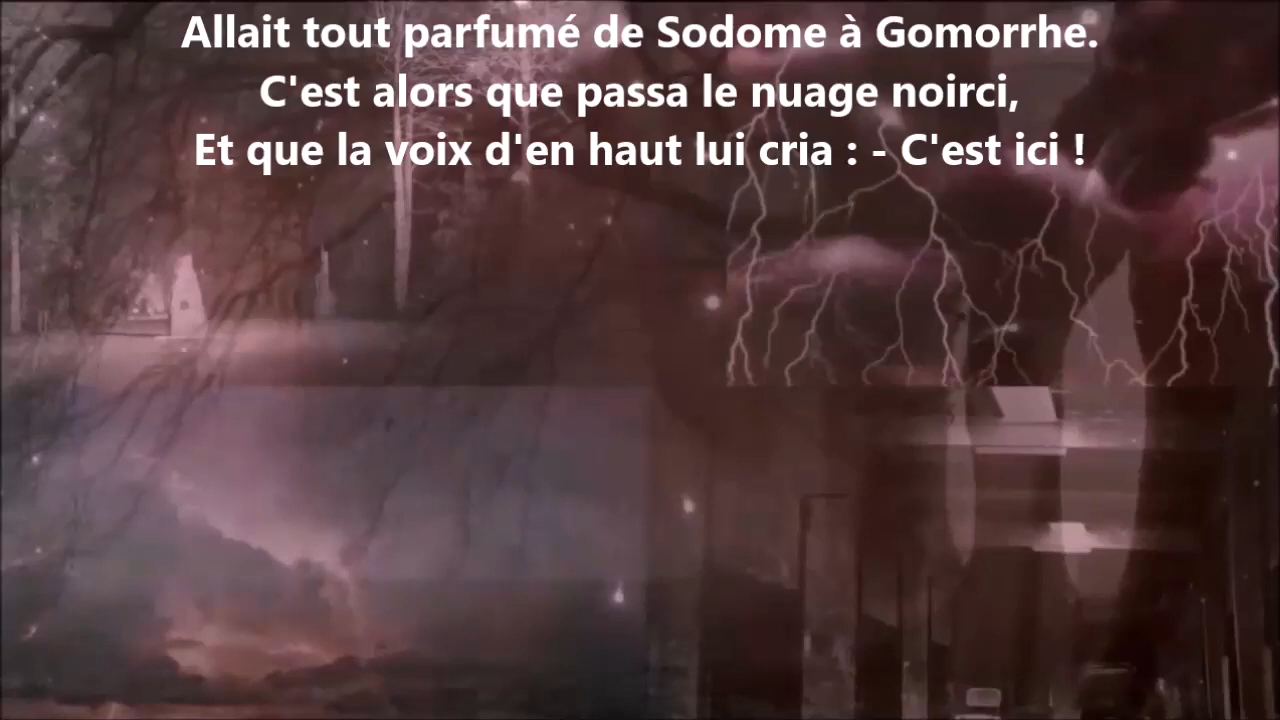 Allait tout parfumé de Sodome à Gomorrhe.
C'est alors que passa le nuage noirci,
Et que la voix d'en haut lui cria : - C'est ici !